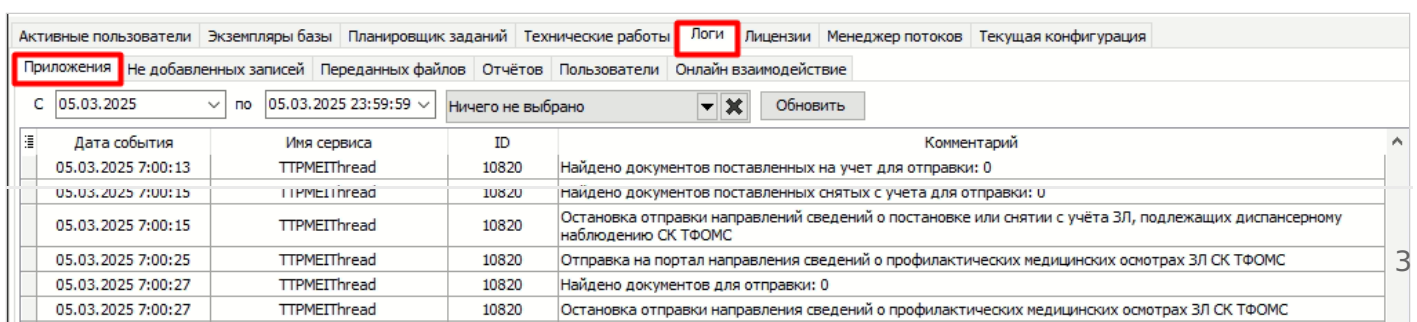 Активные пользователи Экземпляры базы Планировщик заданий Технические работы Логи Лицензии Менеджер потоков Текущая конфигурация
Приложения Не добавленных записей Переданных файлов Отчётов Пользователи Онлайн взаимодействие
С 05.03.2025 по 05.03.2025 23:59:59 Ничего не выбрано Обновить
Дата события Имя сервиса ID Комментарий
05.03.2025 7:00:13 TTPMEIThread 10820 Найдено документов поставленных на учет для отправки: 0
05.03.2025 7:00:15 TTPMEIThread 10820 Найдено документов поставленных снятых с учета для отправки: 0
05.03.2025 7:00:15 TTPMEIThread 10820 Остановка отправки направлений сведений о постановке или снятии с учёта ЗЛ, подлежащих диспансерному
наблюдению СК ТФОМС
05.03.2025 7:00:25 TTPMEIThread 10820 Отправка на портал направления сведений о профилактических медицинских осмотрах ЗЛ СК ТФОМС
3
05.03.2025 7:00:27 TTPMEIThread 10820 Найдено документов для отправки: 0
05.03.2025 7:00:27 TTPMEIThread 10820 Остановка отправки направления сведений о профилактических медицинских осмотрах ЗЛ СК ТФОМС